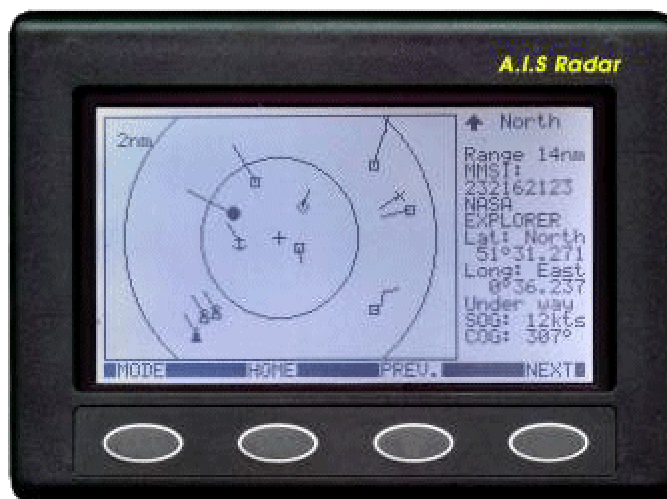 A.I.S Radar
2nm
North
Range 14nm
MMSI:
232162123
NASA
EXPLORER
Lat: North
51°31.271
Long: East
0°36.237
Under way
SOG: 12kts
COG: 307°
MODE HOME PREV. NEXT